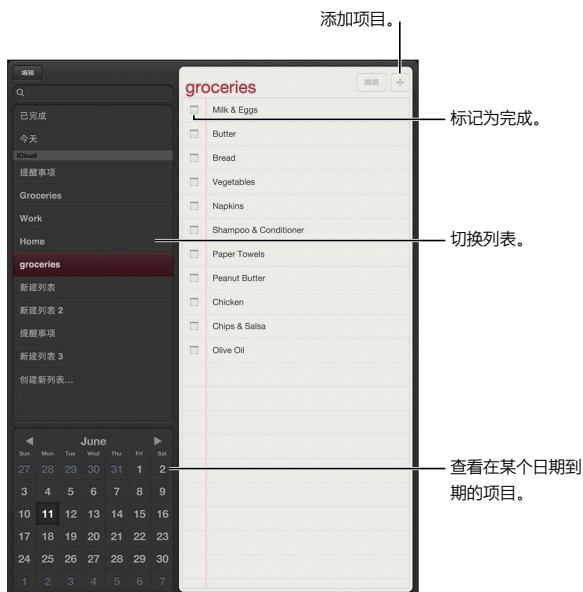 添加项目。
编辑
groceries
编辑
已完成
今天
iCloud
提醒事项
Groceries
Work
Home
groceries
新建列表
新建列表 2
提醒事项
新建列表 3
创建新列表...
Milk & Eggs
Butter
Bread
Vegetables
Napkins
Shampoo & Conditioner
Paper Towels
Peanut Butter
Chicken
Chips & Salsa
Olive Oil
标记为完成。
切换列表。
June
Sun Mon Tue Wed Thu Fri Sat
27 28 29 30 31 1 2
3 4 5 6 7 8 9
10 11 12 13 14 15 16
17 18 19 20 21 22 23
24 25 26 27 28 29 30
1 2 3 4 5 6 7
查看在某个日期到
期的项目。